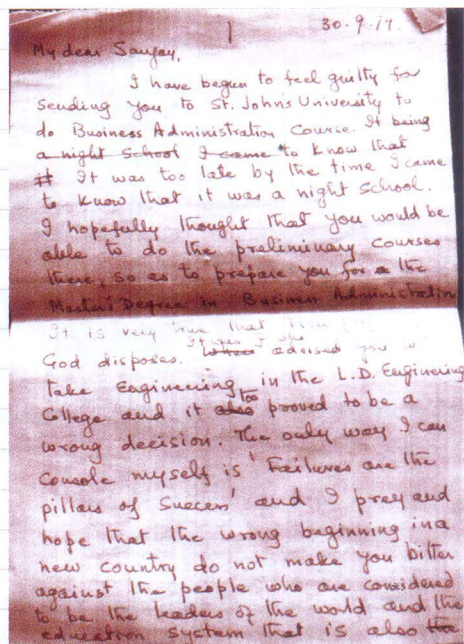 30.9.17.
My dear Sanjay,
I have begun to feel guilty for
sending you to St. John's University to
do Business Administration Course. It being
a night School I came to know that
It was too late by the time I came
to know that it was a night School.
I hopefully thought that you would be
able to do the preliminary courses
there, so as to prepare you for a the
Master's Degree in Business Administration
It is very true that
God disposes. It was I who advised you to
take Engineering in the L.D. Engineering
College and it also too proved to be a
wrong decision. The only way I can
Console myself is 'Failures are the
pillars of Success' and I pray and
hope that the wrong beginning in a
new country do not make you bitter
against the people who are considered
to be the leaders of the world and the
education system that is also the